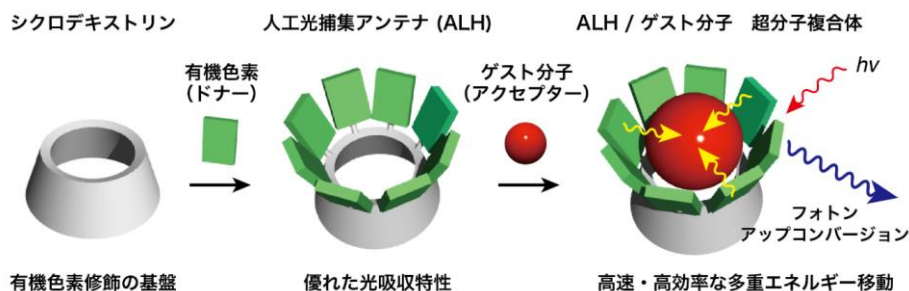 シクロデキストリン
人工光捕集アンテナ (ALH)
ALH / ゲスト分子 超分子複合体
有機色素
(ドナー)
ゲスト分子
(アクセプター)
hv
フォトン
アップコンバージョン
有機色素修飾の基盤
優れた光吸収特性
高速・高効率な多重エネルギー移動